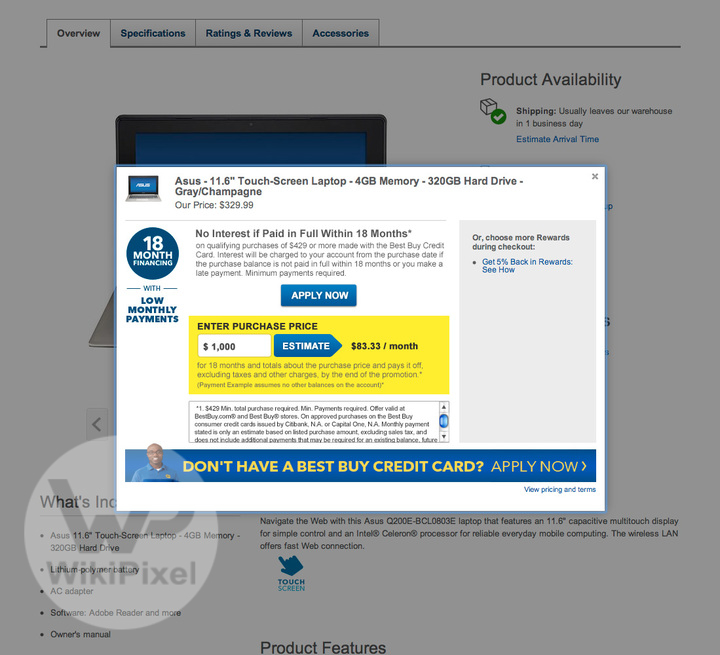 Overview
Specifications
Ratings & Reviews
Accessories
Product Availability
Shipping: Usually leaves our warehouse
in 1 business day
Estimate Arrival Time
ASUS
Asus - 11.6" Touch-Screen Laptop - 4GB Memory - 320GB Hard Drive -
Gray/Champagne
Our Price: $329.99
18
MONTH
FINANCING
WITH
LOW
MONTHLY
PAYMENTS
No Interest if Paid in Full Within 18 Months*
on qualifying purchases of $429 or more made with the Best Buy Credit
Card. Interest will be charged to your account from the purchase date if
the purchase balance is not paid in full within 18 months or you make a
late payment. Minimum payments required.
APPLY NOW
ENTER PURCHASE PRICE
$ 1,000
ESTIMATE
$83.33 / month
for 18 months and totals about the purchase price and pays it off,
excluding taxes and other charges, by the end of the promotion.*
(Payment Example assumes no other balances on the account)*
*1. $429 Min. total purchase required. Min. Payments required. Offer valid at
BestBuy.com® and Best Buy® stores. On approved purchases on the Best Buy
consumer credit cards issued by Citibank, N.A. or Capital One, N.A. Monthly payment
stated is only an estimate based on listed purchase amount, excluding sales tax, and
does not include additional payments that may be required for an existing balance, future
Or, choose more Rewards
during checkout:
Get 5% Back in Rewards:
See How
DON'T HAVE A BEST BUY CREDIT CARD? APPLY NOW
View pricing and terms
What's Inc
Asus 11.6" Touch-Screen Laptop - 4GB Memory -
320GB Hard Drive
Lithium-polymer battery
AC adapter
Software: Adobe Reader and more
Owner's manual
WikiPixel
Navigate the Web with this Asus Q200E-BCL0803E laptop that features an 11.6" capacitive multitouch display
for simple control and an Intel® Celeron® processor for reliable everyday mobile computing. The wireless LAN
offers fast Web connection.
TOUCH
SCREEN
Product Features